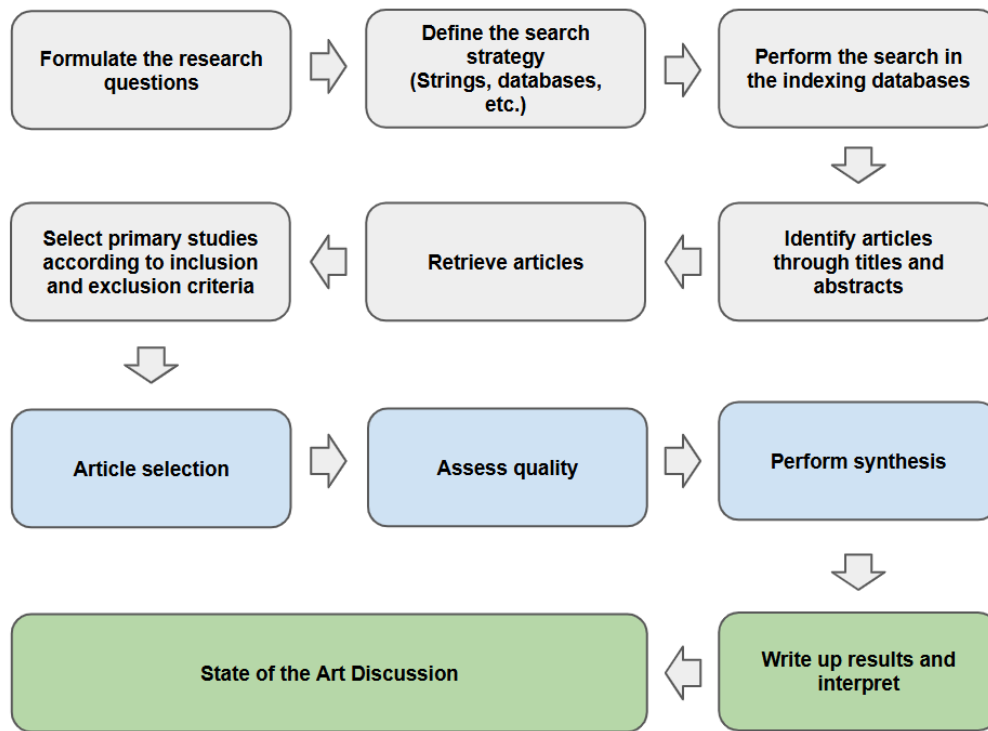 Formulate the research
questions
Define the search
strategy
(Strings, databases,
etc.)
Perform the search in
the indexing databases
Select primary studies
according to inclusion
and exclusion criteria
Retrieve articles
Identify articles
through titles and
abstracts
Article selection
Assess quality
Perform synthesis
State of the Art Discussion
Write up results and
interpret